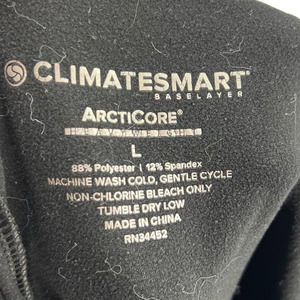 CLIMATESMART®
BASELAYER
ARCTICORE®
HEAVYWEIGHT
L
88% Polyester | 12% Spandex
MACHINE WASH COLD, GENTLE CYCLE
NON-CHLORINE BLEACH ONLY
TUMBLE DRY LOW
MADE IN CHINA
RN34452